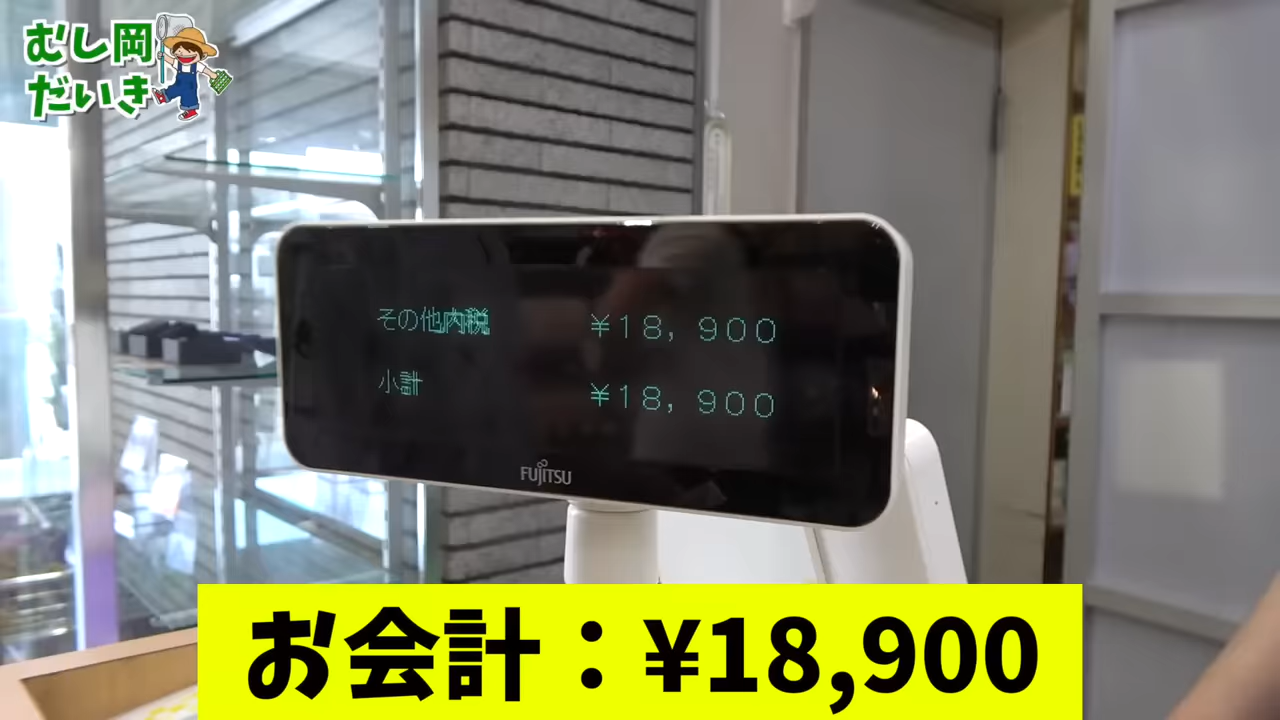 むし岡
だいき
その他内税 ¥18,900
小計 ¥18,900
FUJITSU
お会計：¥18,900